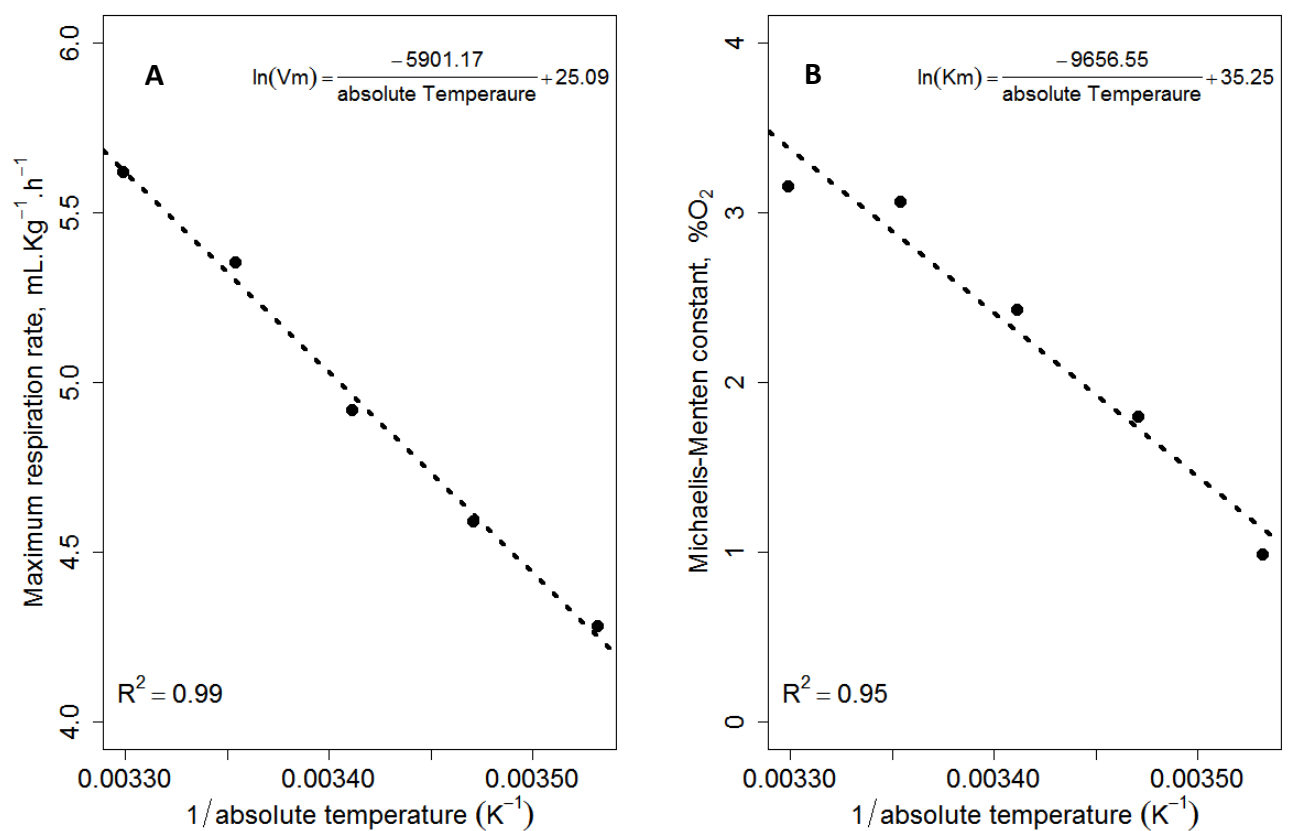 A
ln(Vm) = −5901.17 / absolute Temperaure + 25.09
R² = 0.99
Maximum respiration rate, mL.Kg⁻¹.h⁻¹
6.0
5.5
5.0
4.5
4.0
0.00330 0.00340 0.00350
1/absolute temperature (K⁻¹)
B
ln(Km) = −9656.55 / absolute Temperaure + 35.25
R² = 0.95
Michaelis-Menten constant, %O₂
4
3
2
1
0
0.00330 0.00340 0.00350
1/absolute temperature (K⁻¹)